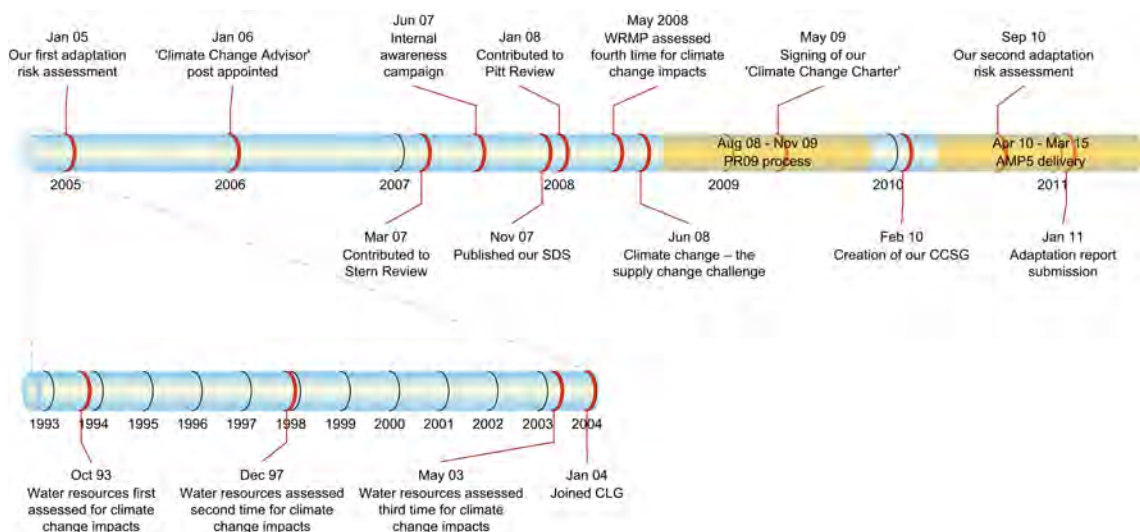 Jan 05
Our first adaptation
risk assessment
Jan 06
'Climate Change Advisor'
post appointed
Jun 07
Internal
awareness
campaign
Jan 08
Contributed to
Pitt Review
May 2008
WRMP assessed
fourth time for climate
change impacts
May 09
Signing of our
'Climate Change Charter'
Sep 10
Our second adaptation
risk assessment
Aug 08 - Nov 09
PR09 process
Apr 10 - Mar 15
AMP5 delivery
2005
2006
2007
2008
2009
2010
2011
Mar 07
Contributed to
Stern Review
Nov 07
Published our SDS
Jun 08
Climate change – the
supply change challenge
Feb 10
Creation of our CCSG
Jan 11
Adaptation report
submission
1993
1994
1995
1996
1997
1998
1999
2000
2001
2002
2003
2004
Oct 93
Water resources first
assessed for climate
change impacts
Dec 97
Water resources assessed
second time for climate
change impacts
May 03
Water resources assessed
third time for climate
change impacts
Jan 04
Joined CLG